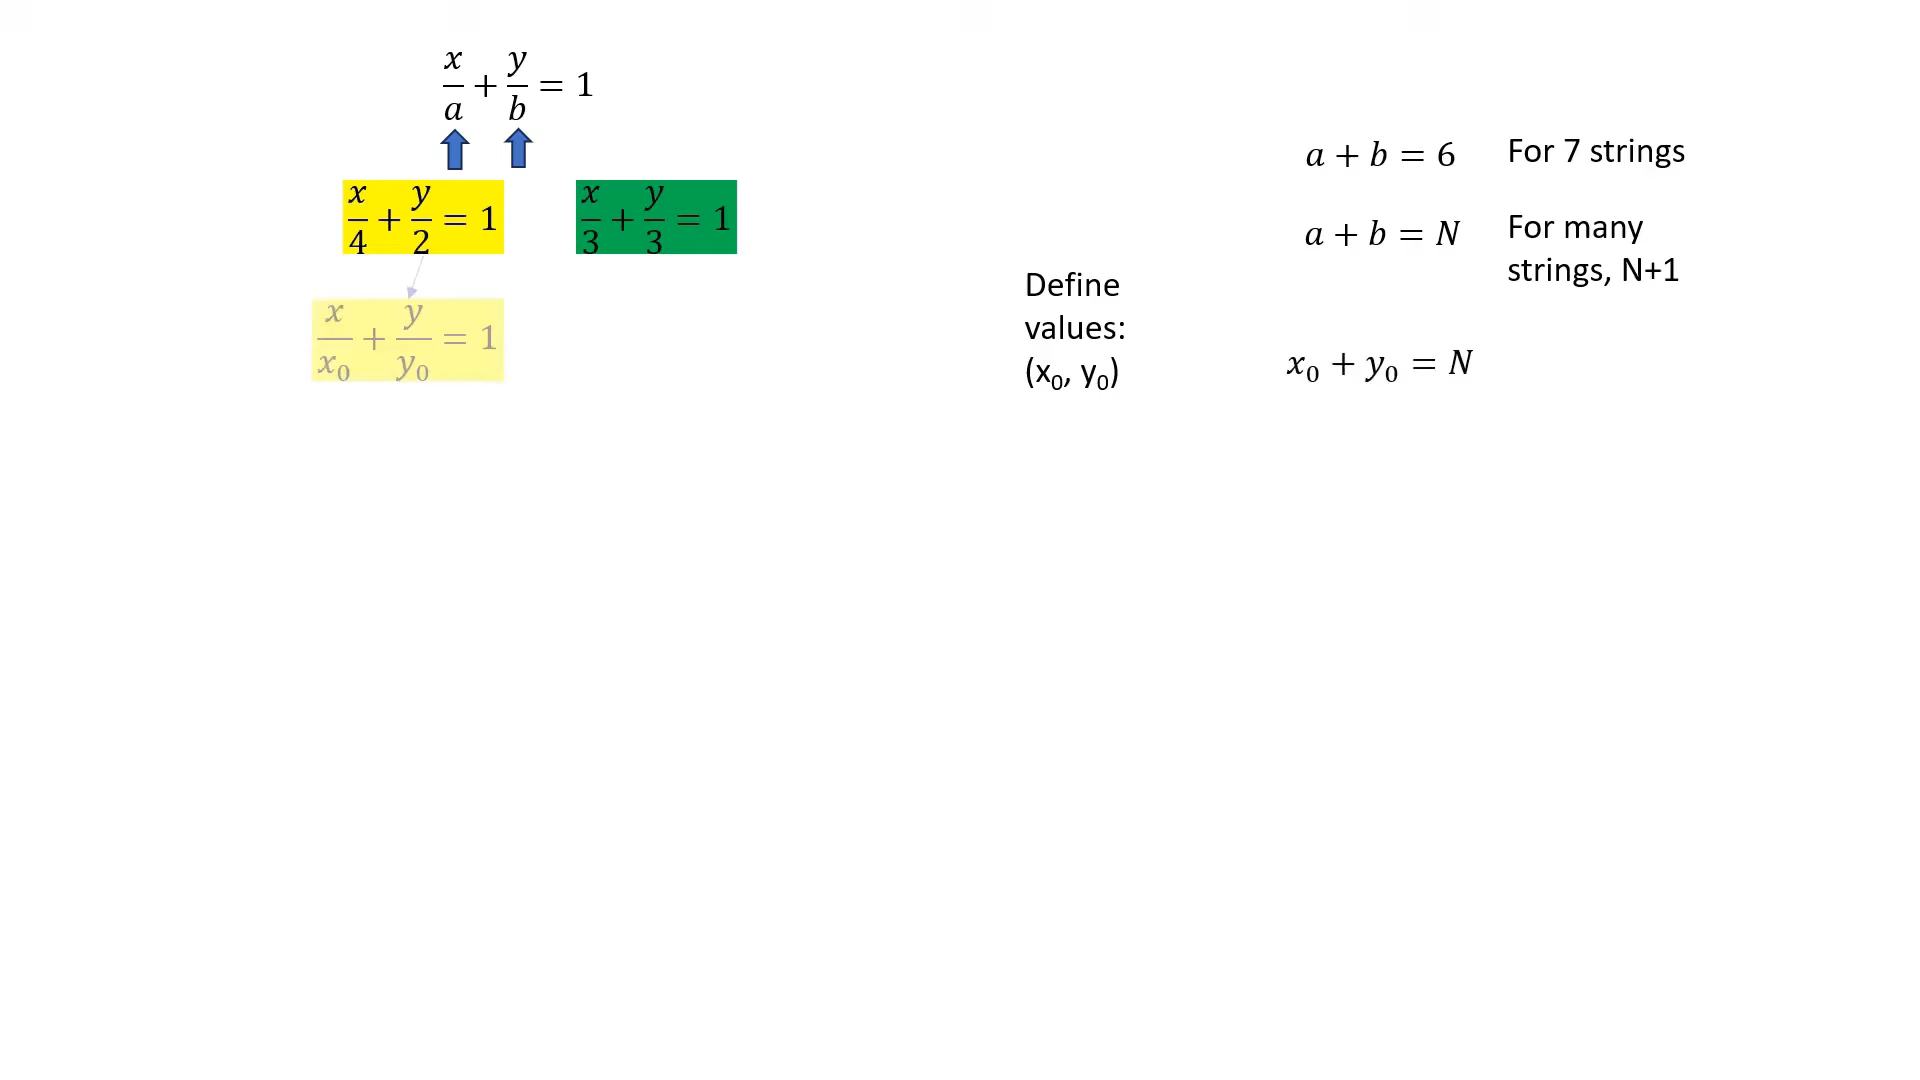 x/a + y/b = 1
x/4 + y/2 = 1
x/3 + y/3 = 1
x₀ + y₀ = N
x/x₀ + y/y₀ = 1
a + b = 6 For 7 strings
a + b = N For many
strings, N+1
Define
values:
(x₀, y₀)